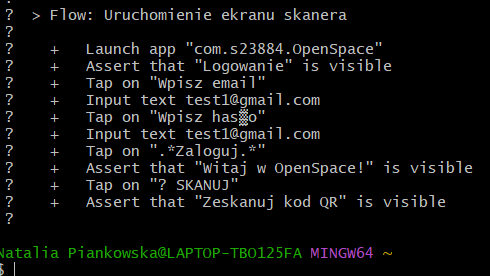 ? > Flow: Uruchomienie ekranu skanera
?
? + Launch app "com.s23884.OpenSpace"
? + Assert that "Logowanie" is visible
? + Tap on "Wpisz email"
? + Input text test1@gmail.com
? + Tap on "Wpisz has▒o"
? + Input text test1@gmail.com
? + Tap on ".*Zaloguj.*"
? + Assert that "Witaj w OpenSpace!" is visible
? + Tap on "? SKANUJ"
? + Assert that "Zeskanuj kod QR" is visible
?
Natalia Piankowska@LAPTOP-TBO125FA MINGW64 ~
$